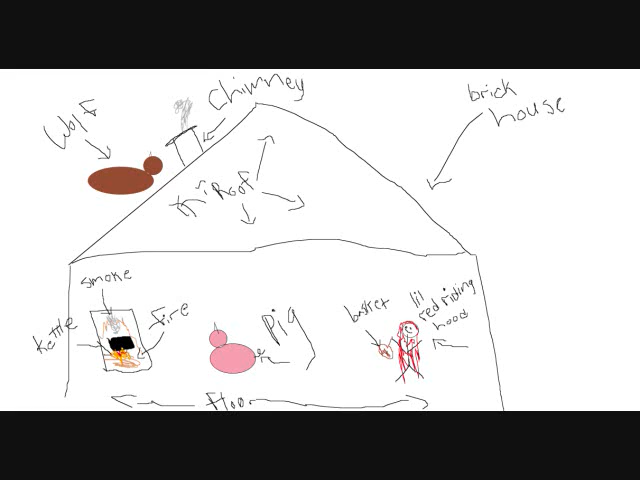 chimney
brick
house
wolf
Roof
smoke
lil
red riding
hood
basket
fire
kettle
pig
floor